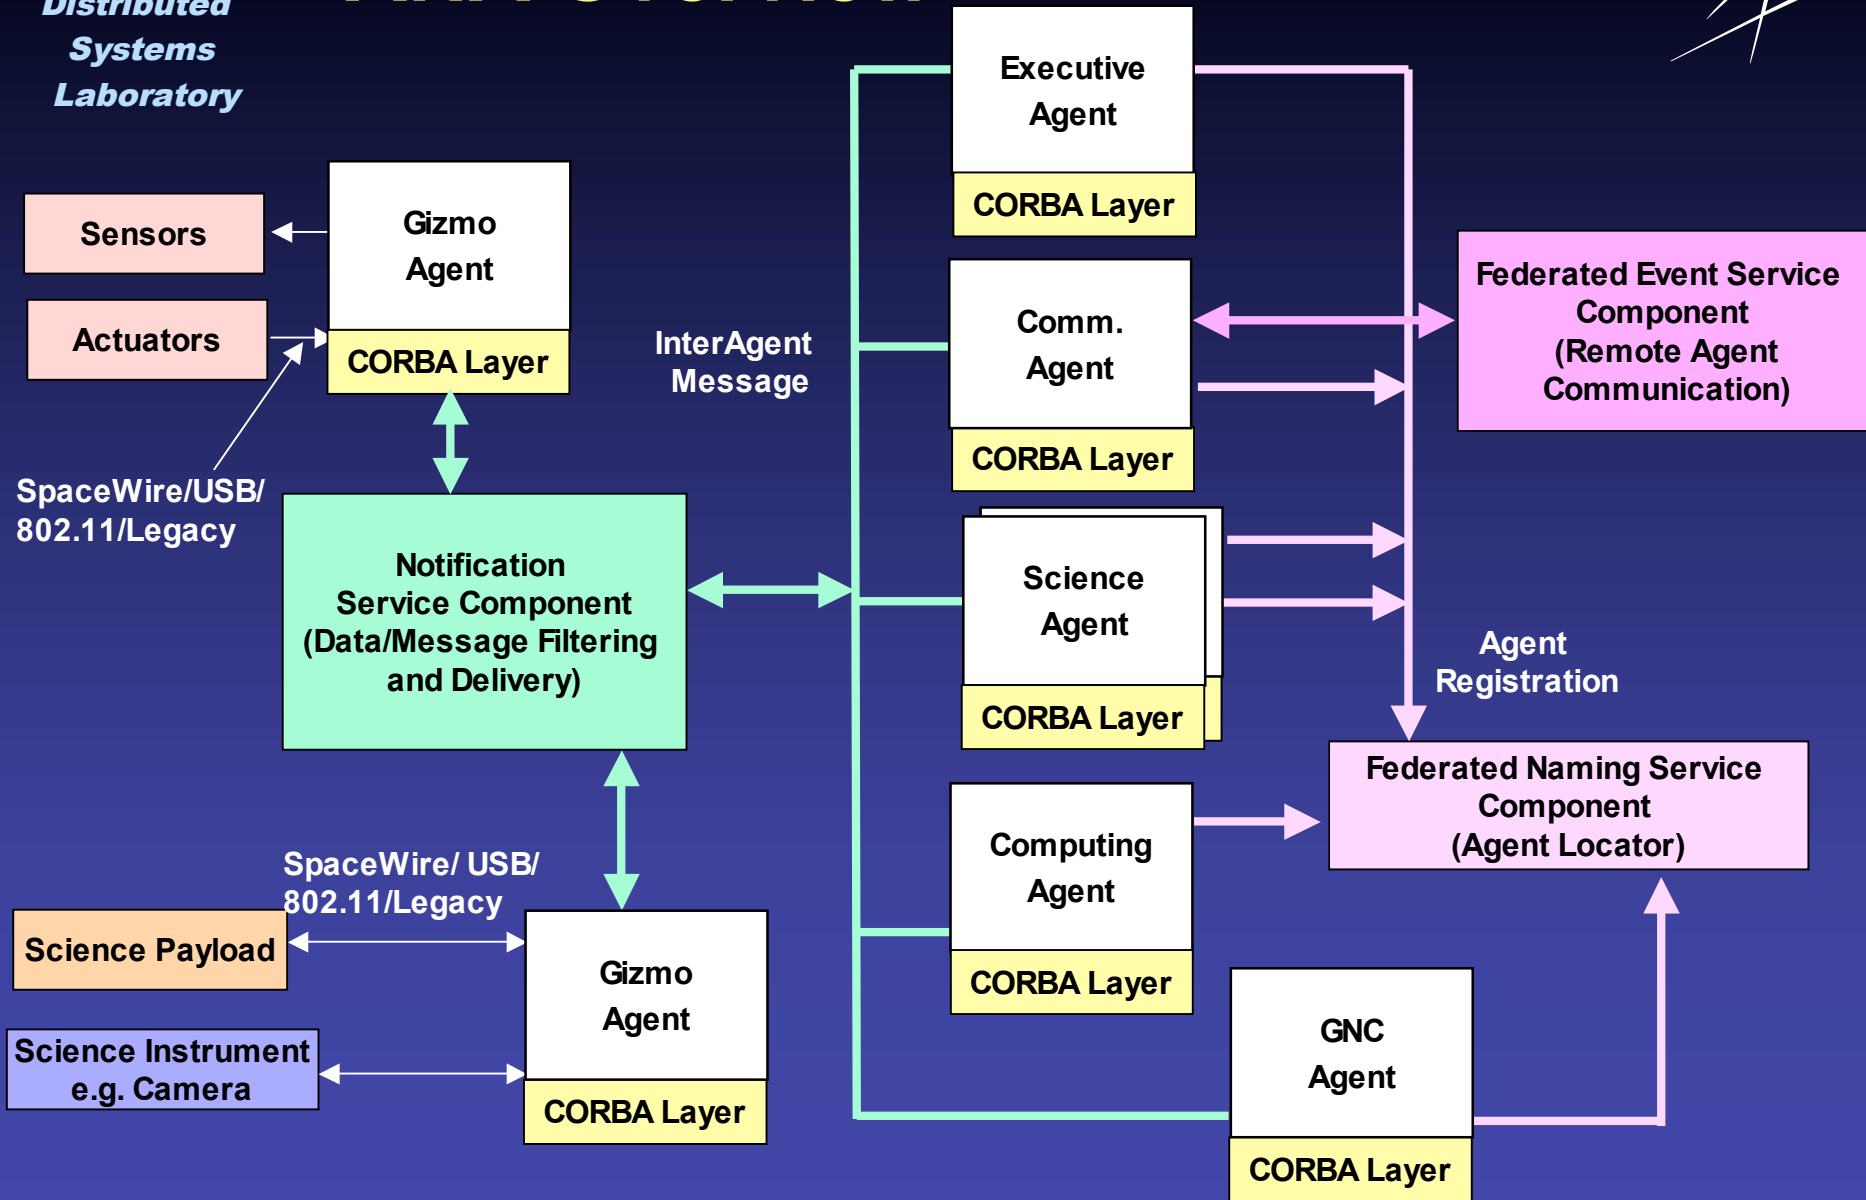 Distributed
Systems
Laboratory
Overview
Executive
Agent
CORBA Layer
Gizmo
Agent
CORBA Layer
Sensors
Actuators
SpaceWire/USB/
802.11/Legacy
InterAgent
Message
Comm.
Agent
CORBA Layer
Federated Event Service
Component
(Remote Agent
Communication)
Notification
Service Component
(Data/Message Filtering
and Delivery)
Science
Agent
CORBA Layer
Agent
Registration
Federated Naming Service
Component
(Agent Locator)
Computing
Agent
CORBA Layer
SpaceWire/ USB/
802.11/Legacy
Science Payload
Science Instrument
e.g. Camera
Gizmo
Agent
CORBA Layer
GNC
Agent
CORBA Layer